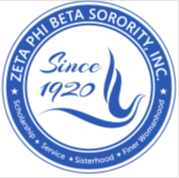 ZETA PHI BETA SORORITY, INC.
Since
1920
Scholarship ★ Service ★ Sisterhood ★ Finer Womanhood